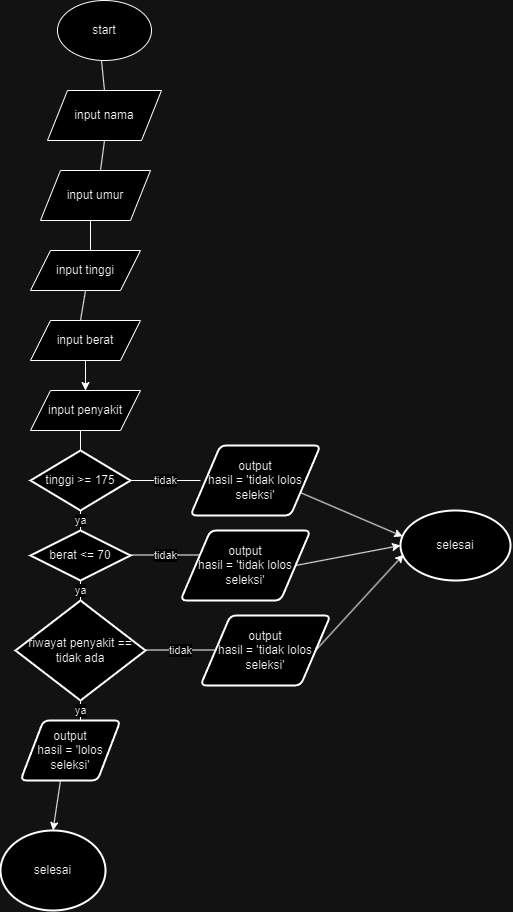 start
input nama
input umur
input tinggi
input berat
input penyakit
tinggi >= 175
tidak
output
hasil = 'tidak lolos
seleksi'
ya
berat <= 70
tidak
output
hasil = 'tidak lolos
seleksi'
selesai
ya
riwayat penyakit ==
tidak ada
tidak
output
hasil = 'tidak lolos
seleksi'
ya
output
hasil = 'lolos
seleksi'
selesai